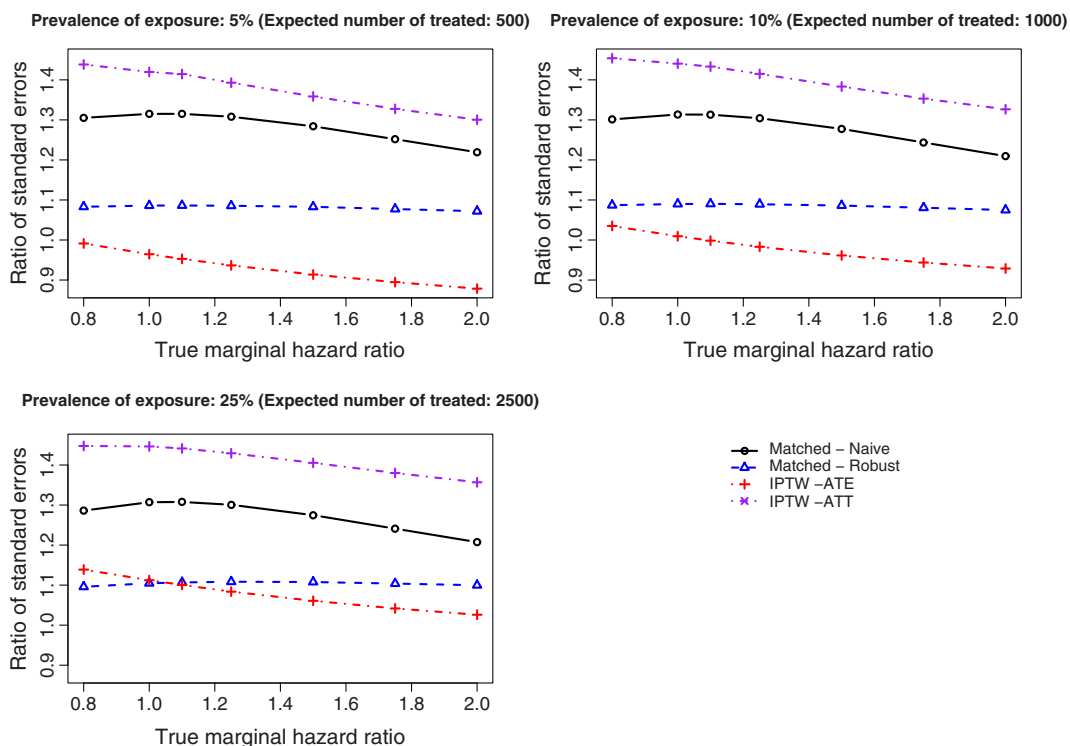 Prevalence of exposure: 5% (Expected number of treated: 500)
Ratio of standard errors
1.4
1.3
1.2
1.1
1.0
0.9
0.8 1.0 1.2 1.4 1.6 1.8 2.0
True marginal hazard ratio
Prevalence of exposure: 10% (Expected number of treated: 1000)
Ratio of standard errors
1.4
1.3
1.2
1.1
1.0
0.9
0.8 1.0 1.2 1.4 1.6 1.8 2.0
True marginal hazard ratio
Prevalence of exposure: 25% (Expected number of treated: 2500)
Ratio of standard errors
1.4
1.3
1.2
1.1
1.0
0.9
0.8 1.0 1.2 1.4 1.6 1.8 2.0
True marginal hazard ratio
Matched − Naive
Matched − Robust
IPTW −ATE
IPTW −ATT